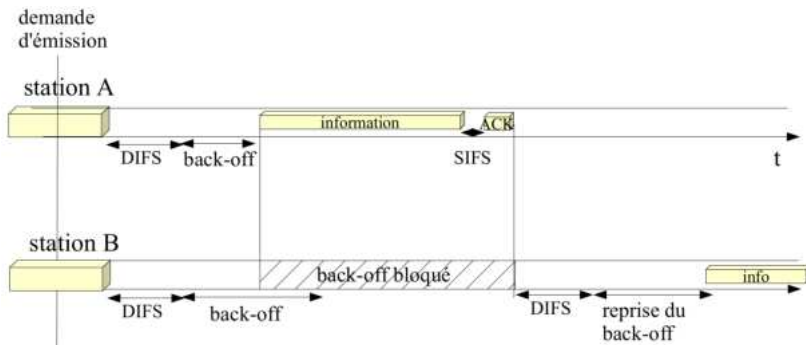 demande
d'émission
station A
information
ACK
DIFS
back-off
SIFS
t
station B
back-off bloqué
info
DIFS
back-off
DIFS
reprise du
back-off